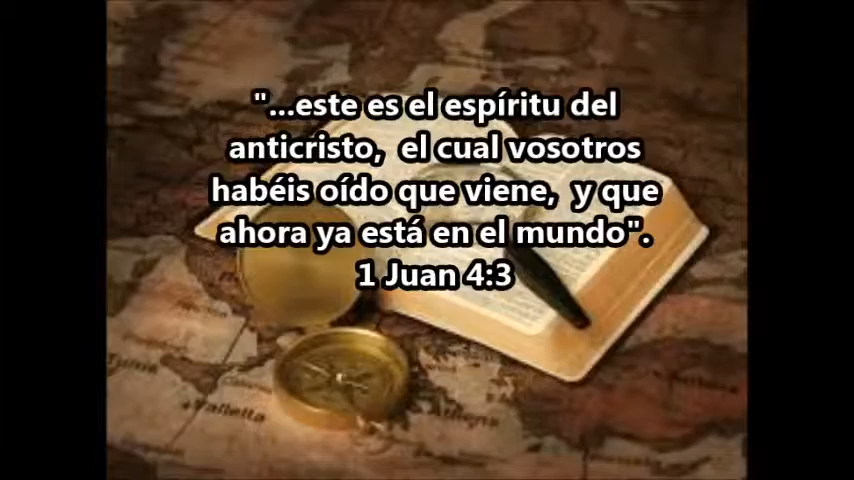 "...este es el espíritu del
anticristo, el cual vosotros
habéis oído que viene, y que
ahora ya está en el mundo".
1 Juan 4:3
Valletta